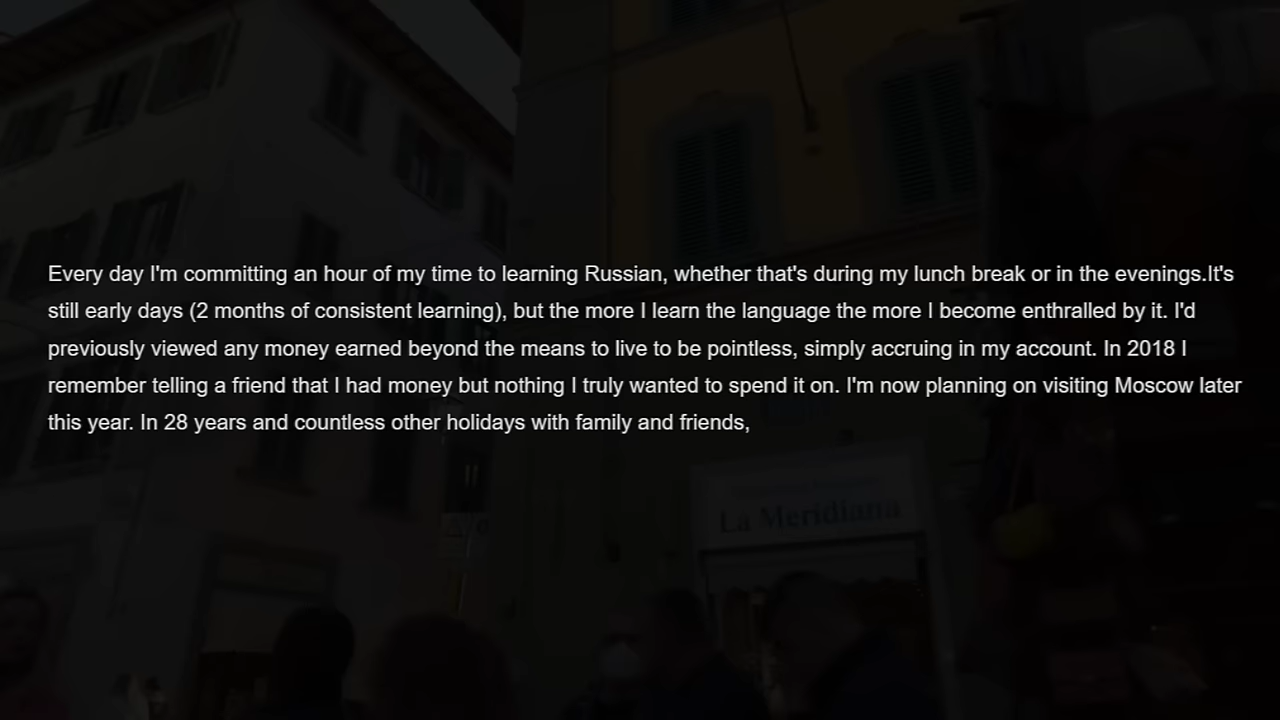 Every day I'm committing an hour of my time to learning Russian, whether that's during my lunch break or in the evenings.It's
still early days (2 months of consistent learning), but the more I learn the language the more I become enthralled by it. I'd
previously viewed any money earned beyond the means to live to be pointless, simply accruing in my account. In 2018 I
remember telling a friend that I had money but nothing I truly wanted to spend it on. I'm now planning on visiting Moscow later
this year. In 28 years and countless other holidays with family and friends,
La Meridiana